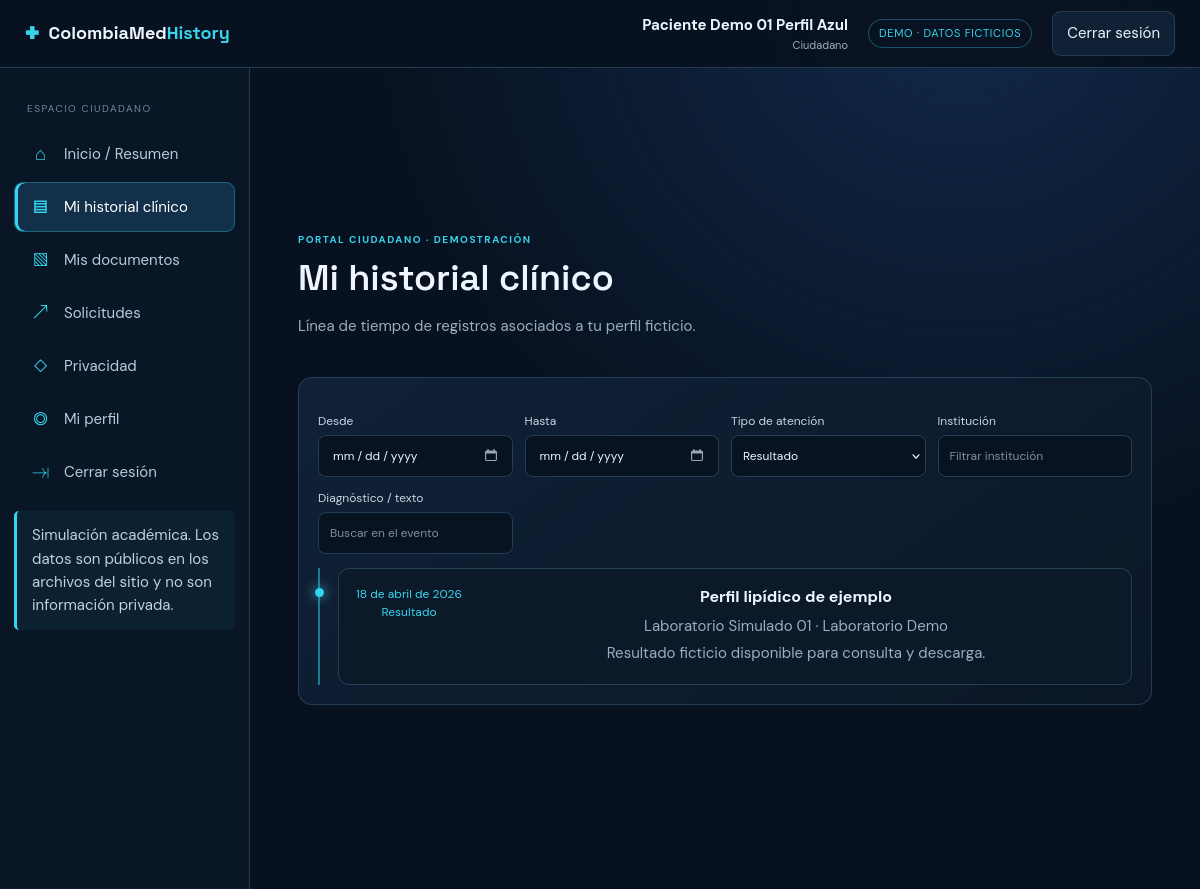 ColombiaMedHistory
Paciente Demo 01 Perfil Azul
Ciudadano
DEMO · DATOS FICTICIOS
Cerrar sesión
ESPACIO CIUDADANO
Inicio / Resumen
Mi historial clínico
Mis documentos
Solicitudes
Privacidad
Mi perfil
Cerrar sesión
Simulación académica. Los
datos son públicos en los
archivos del sitio y no son
información privada.
PORTAL CIUDADANO · DEMOSTRACIÓN
Mi historial clínico
Línea de tiempo de registros asociados a tu perfil ficticio.
Desde
mm / dd / yyyy
Hasta
mm / dd / yyyy
Tipo de atención
Resultado
Institución
Filtrar institución
Diagnóstico / texto
Buscar en el evento
18 de abril de 2026
Resultado
Perfil lipídico de ejemplo
Laboratorio Simulado 01 · Laboratorio Demo
Resultado ficticio disponible para consulta y descarga.